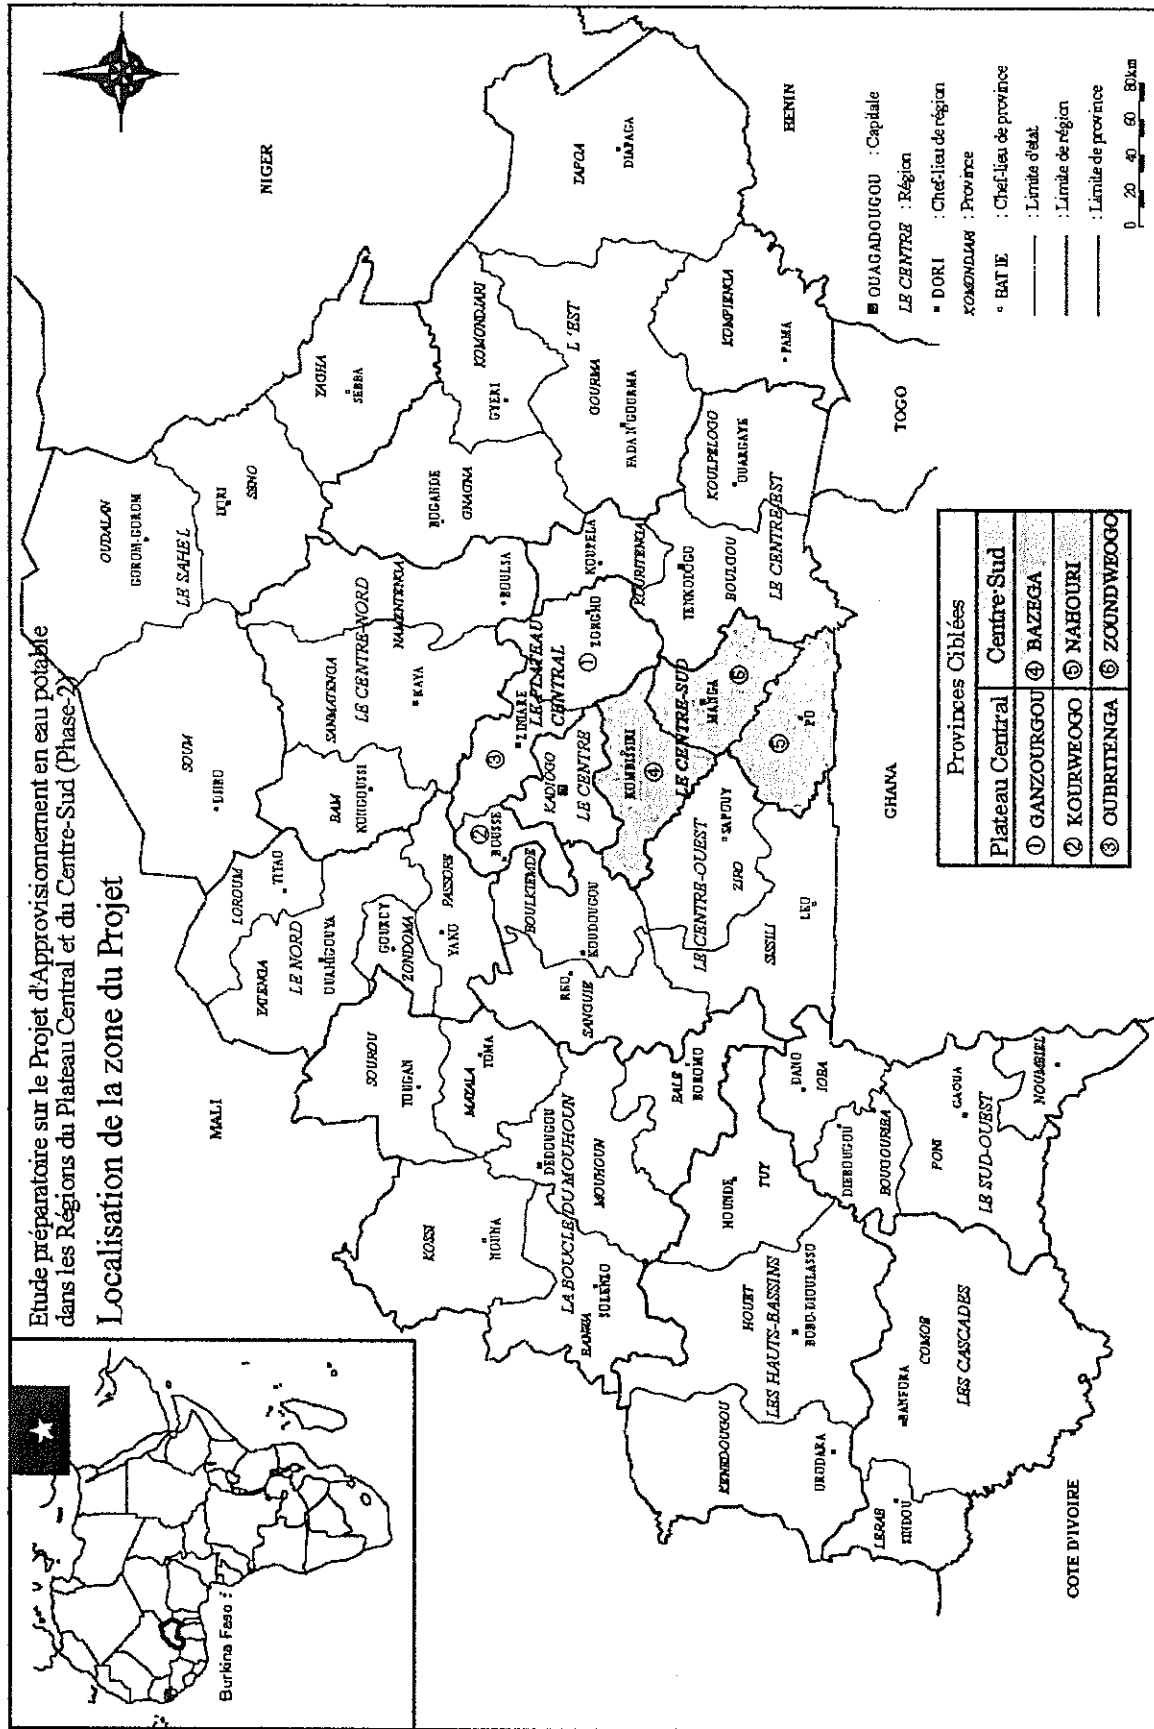 Etude préparatoire sur le Projet d'Approvisionnement en eau potable
dans les Régions du Plateau Central et du Centre-Sud (Phase-2)
Localisation de la zone du Projet
Burkina Faso
MALI
NIGER
BENIN
TOGO
GHANA
COTE D'IVOIRE
OUDALAN
GOROM-GOROM
LE SAHEL
SOUM
DJIBO
DORI
SENO
YAGHA
SEBBA
LOROUM
TITAO
YATENGA
LE NORD
OUAHIGOUYA
GOURCY
ZONDOMA
PASSORE
YAKO
BAM
KONGOUSSI
SANMATENGA
LE CENTRE-NORD
KAYA
NAMENTENGA
BOULSA
BOGANDE
GNAGNA
KOMONDJARI
GYERI
L'EST
GOURMA
FADA N'GOURMA
TAPOA
DIAPAGA
KOMPIENGA
PAMA
KOULPELOGO
OUARGAYE
KOUPELA
KOURITENGA
TENKODOGO
BOULGOU
LE CENTRE/EST
① ZORGHO
LE PLATEAU
CENTRAL
③
ZINIARE
② BOUSSE
KADIOGO
LE CENTRE
KOMBISSIRI
④
LE CENTRE-SUD
MANGA
⑥
⑤
PO
BOULKIEMDE
KOUDOUGOU
REO
SANGUIE
LE CENTRE-OUEST
SAPOUY
ZIRO
SISSILI
LEO
SOUROU
TOUGAN
NAYALA
TOMA
KOSSI
NOUNA
DEDOUGOU
LA BOUCLE/DU MOUHOUN
MOUHOUN
BALE
BOROMO
BANWA
SOLENZO
HOUNDE
TUY
DANO
IOBA
DIEBOUGOU
BOUGOURIBA
PONI
GAOUA
LE SUD-OUEST
NOUMBIEL
HOUET
LES HAUTS-BASSINS
BOBO-DIOULASSO
KENEDOUGOU
ORODARA
BANFORA
COMOE
LES CASCADES
LERAB
SINDOU
OUAGADOUGOU : Capitale
LE CENTRE : Région
DORI : Chef-lieu de région
KOMONDJARI : Province
BATIE : Chef-lieu de province
: Limite d'etat
: Limite de région
: Limite de province
0 20 40 60 80km
Provinces Ciblées
Plateau Central Centre-Sud
① GANZOURGOU ④ BAZEGA
② KOURWEOGO ⑤ NAHOURI
③ OUBRITENGA ⑥ ZOUNDWEOGO